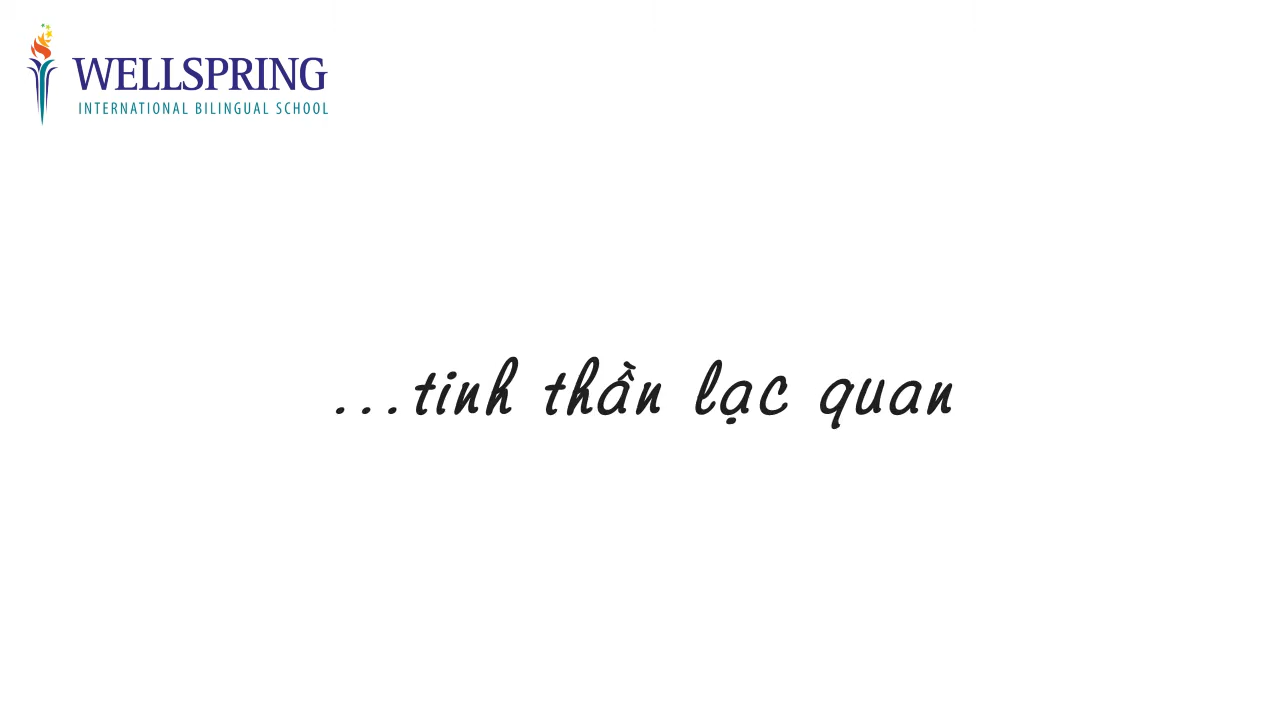 WELLSPRING
INTERNATIONAL BILINGUAL SCHOOL
...tinh thần lạc quan